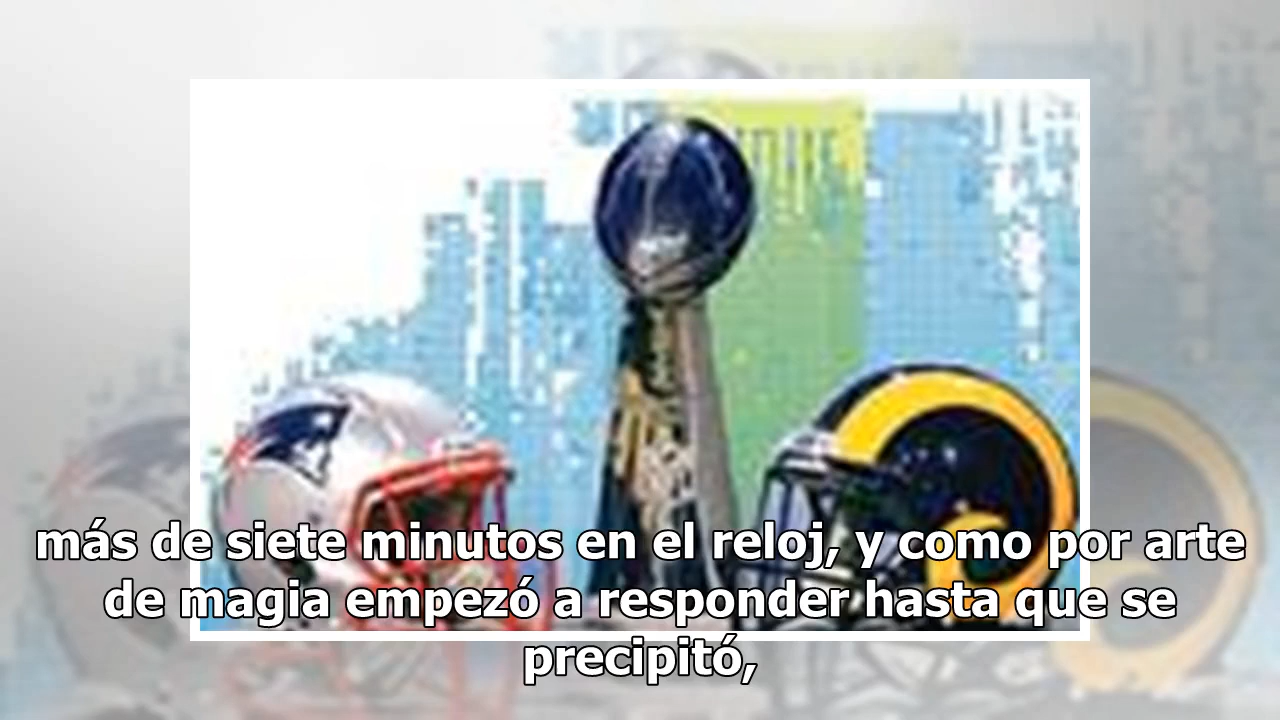 más de siete minutos en el reloj, y como por arte
de magia empezó a responder hasta que se
precipitó,